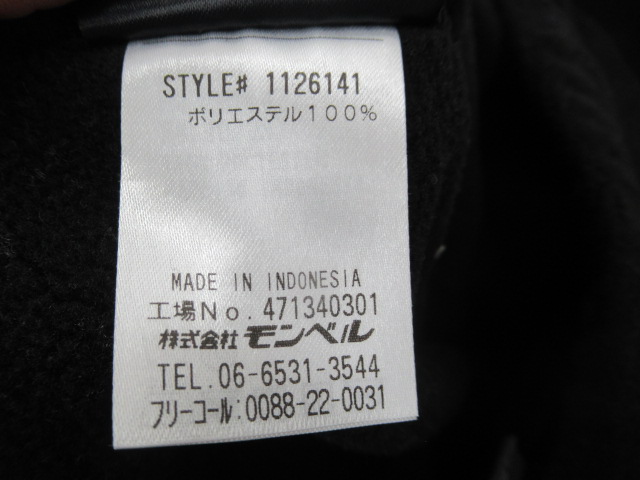 STYLE# 1126141
ポリエステル100%
MADE IN INDONESIA
工場No. 471340301
株式会社 モンベル
TEL. 06-6531-3544
フリーコール:0088-22-0031